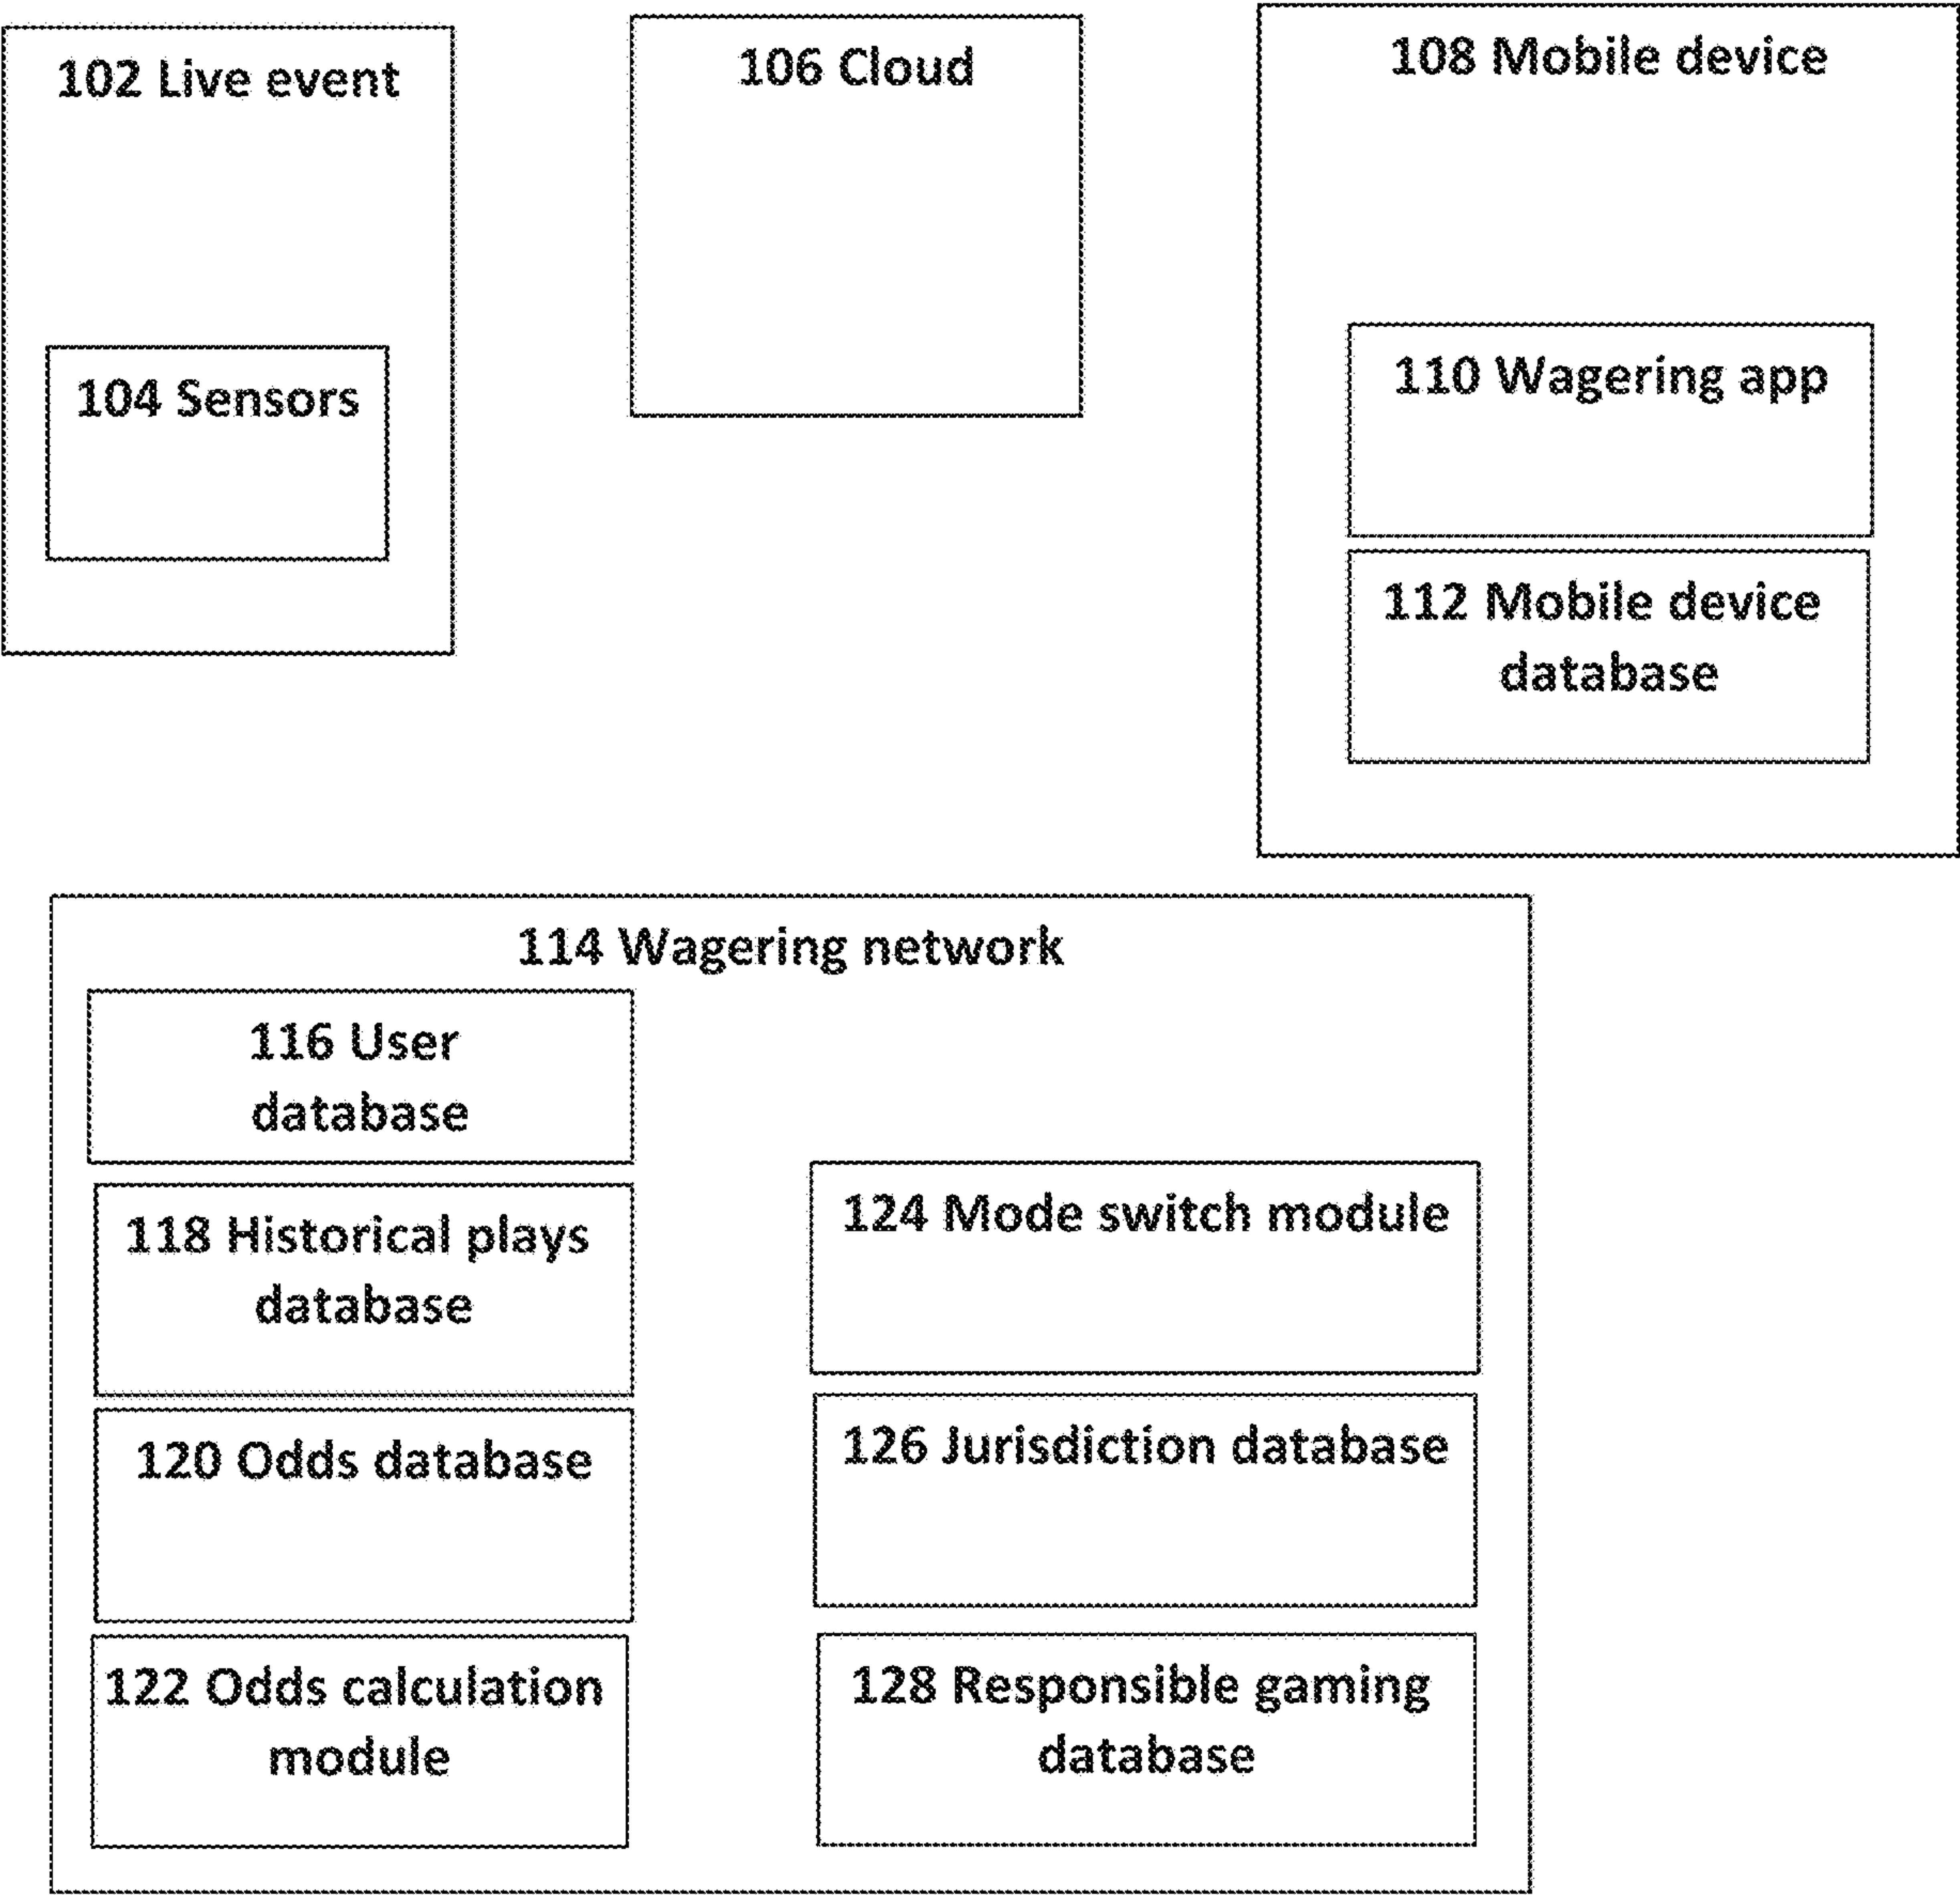 102 Live event
104 Sensors
106 Cloud
108 Mobile device
110 Wagering app
112 Mobile device
database
114 Wagering network
116 User
database
118 Historical plays
database
120 Odds database
122 Odds calculation
module
124 Mode switch module
126 Jurisdiction database
128 Responsible gaming
database